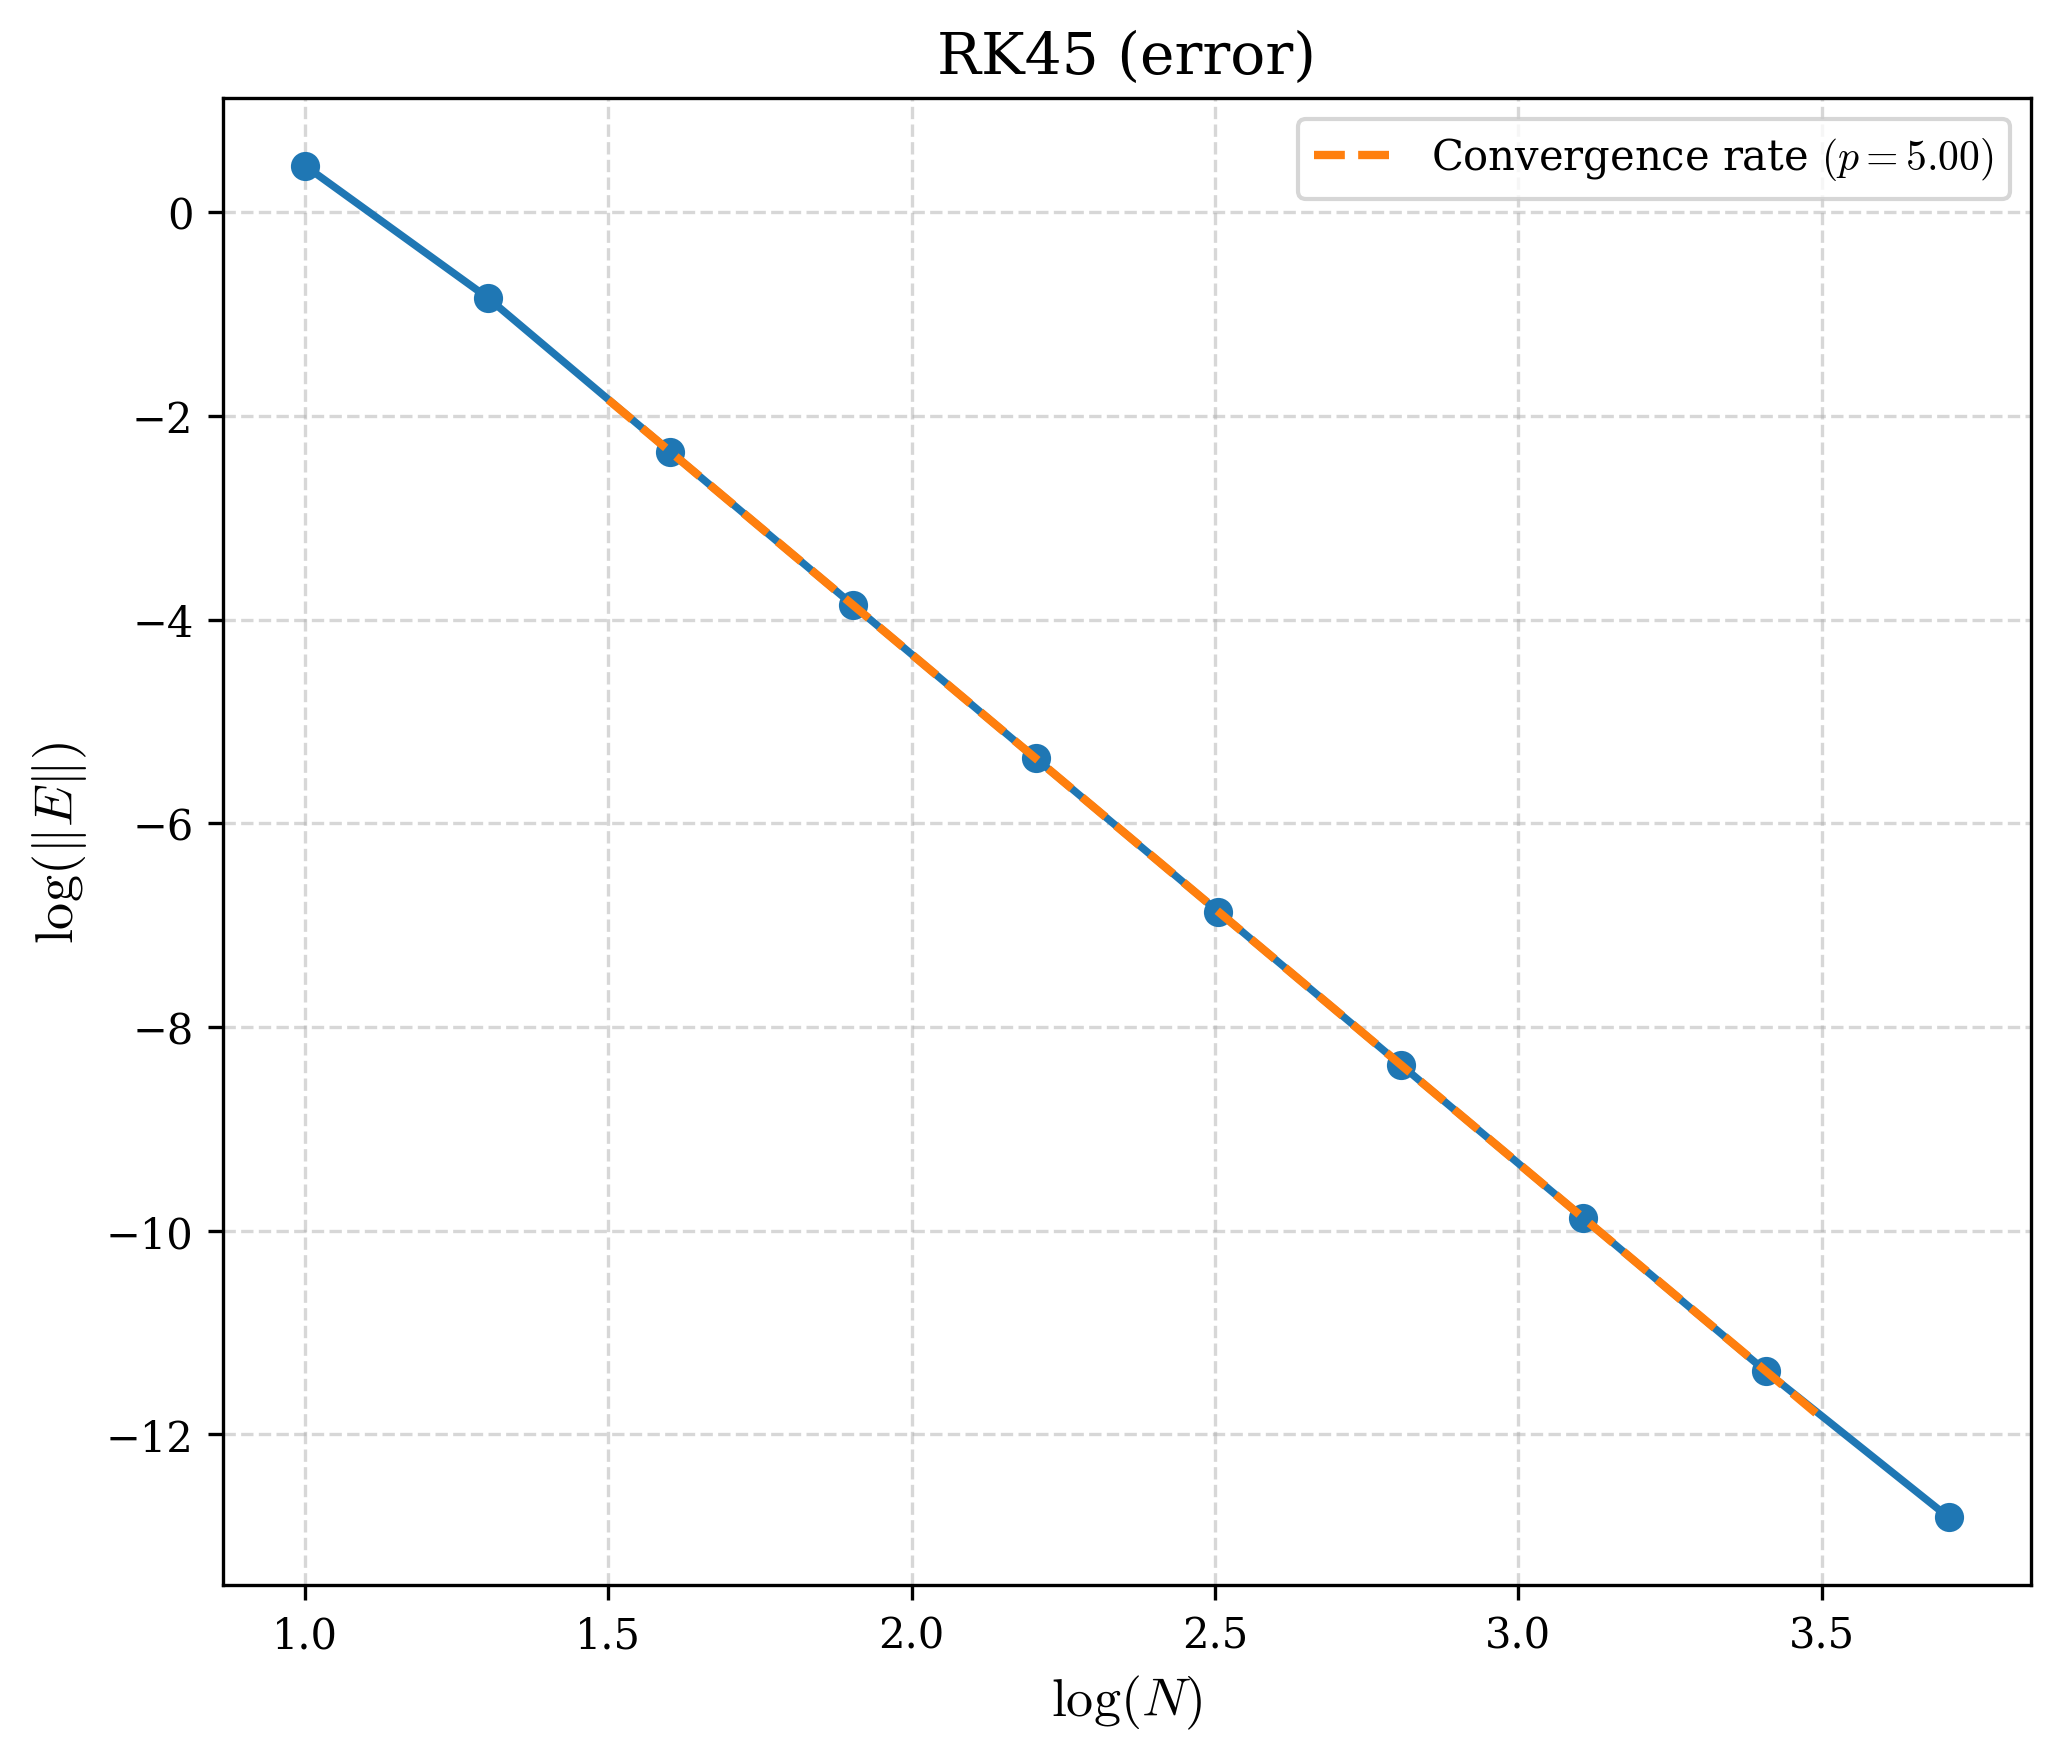 RK45 (error)
Convergence rate (p = 5.00)
log(||E||)
0
−2
−4
−6
−8
−10
−12
1.0 1.5 2.0 2.5 3.0 3.5
log(N)